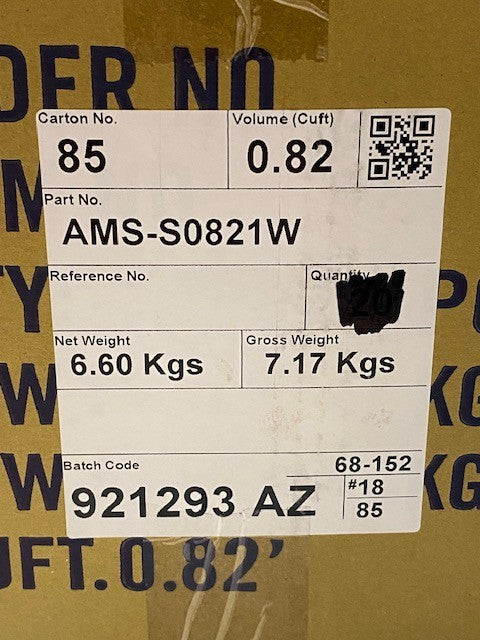 DER NO
Carton No. Volume (Cuft)
85 0.82
Part No.
AMS-S0821W
Reference No. Quantity
20
Net Weight Gross Weight
6.60 Kgs 7.17 Kgs
W KG
Batch Code 68-152
921293 AZ #18
85
W KG
UFT. 0.82'